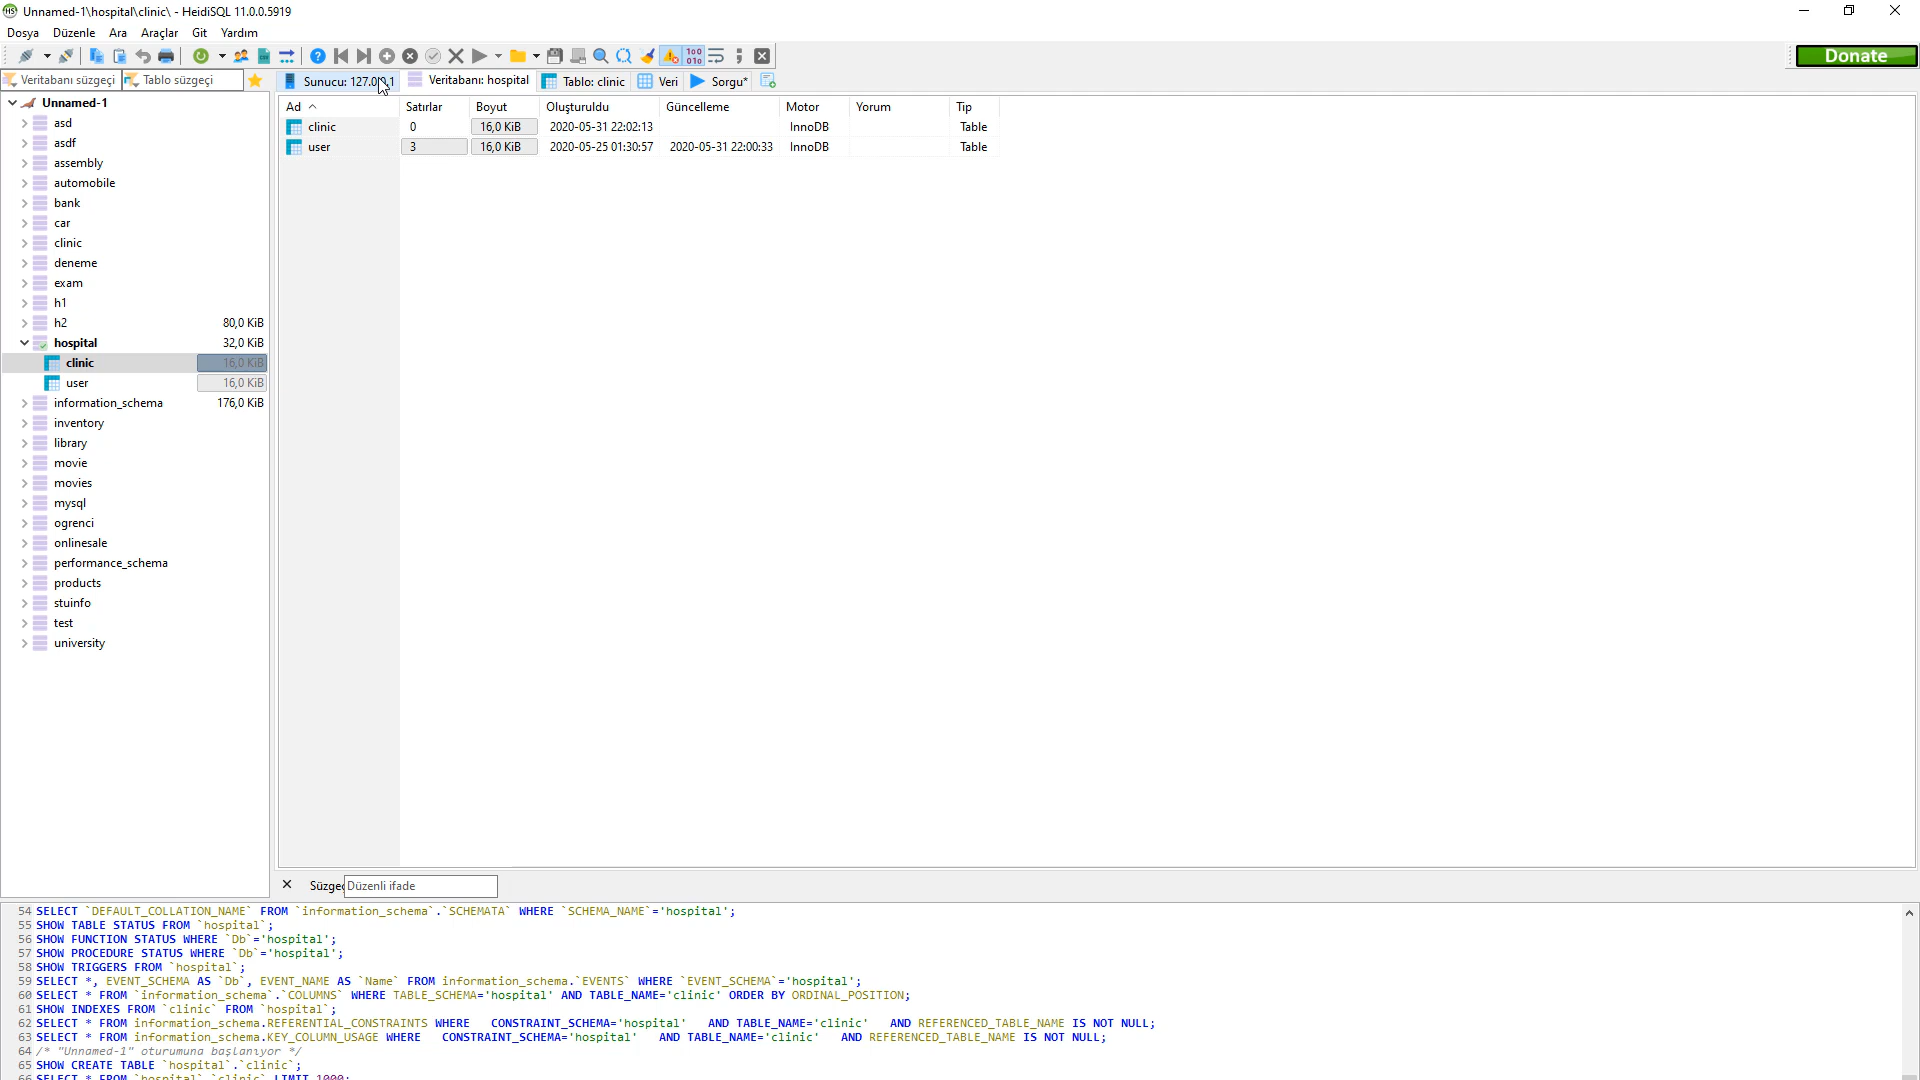 Unnamed-1\hospital\clinic\ - HeidiSQL 11.0.0.5919
Dosya Düzenle Ara Araçlar Git Yardım
Donate
Veritabanı süzgeçi Tablo süzgeçi
Sunucu: 127.0.0.1 Veritabanı: hospital Tablo: clinic Veri Sorgu*
Unnamed-1
asd
asdf
assembly
automobile
bank
car
clinic
deneme
exam
h1
h2 80,0 KiB
hospital 32,0 KiB
clinic 16,0 KiB
user 16,0 KiB
information_schema 176,0 KiB
inventory
library
movie
movies
mysql
ogrenci
onlinesale
performance_schema
products
stuinfo
test
university
Ad Satırlar Boyut Oluşturuldu Güncelleme Motor Yorum Tip
clinic 0 16,0 KiB 2020-05-31 22:02:13 InnoDB Table
user 3 16,0 KiB 2020-05-25 01:30:57 2020-05-31 22:00:33 InnoDB Table
Süzgeç Düzenli ifade
54 SELECT `DEFAULT_COLLATION_NAME` FROM `information_schema`.`SCHEMATA` WHERE `SCHEMA_NAME`='hospital';
55 SHOW TABLE STATUS FROM `hospital`;
56 SHOW FUNCTION STATUS WHERE `Db`='hospital';
57 SHOW PROCEDURE STATUS WHERE `Db`='hospital';
58 SHOW TRIGGERS FROM `hospital`;
59 SELECT *, EVENT_SCHEMA AS `Db`, EVENT_NAME AS `Name` FROM information_schema.`EVENTS` WHERE `EVENT_SCHEMA`='hospital';
60 SELECT * FROM `information_schema`.`COLUMNS` WHERE TABLE_SCHEMA='hospital' AND TABLE_NAME='clinic' ORDER BY ORDINAL_POSITION;
61 SHOW INDEXES FROM `clinic` FROM `hospital`;
62 SELECT * FROM information_schema.REFERENTIAL_CONSTRAINTS WHERE CONSTRAINT_SCHEMA='hospital' AND TABLE_NAME='clinic' AND REFERENCED_TABLE_NAME IS NOT NULL;
63 SELECT * FROM information_schema.KEY_COLUMN_USAGE WHERE CONSTRAINT_SCHEMA='hospital' AND TABLE_NAME='clinic' AND REFERENCED_TABLE_NAME IS NOT NULL;
64 /* "Unnamed-1" oturumuna başlanıyor */
65 SHOW CREATE TABLE `hospital`.`clinic`;
66 SELECT * FROM `hospital`.`clinic` LIMIT 1000;